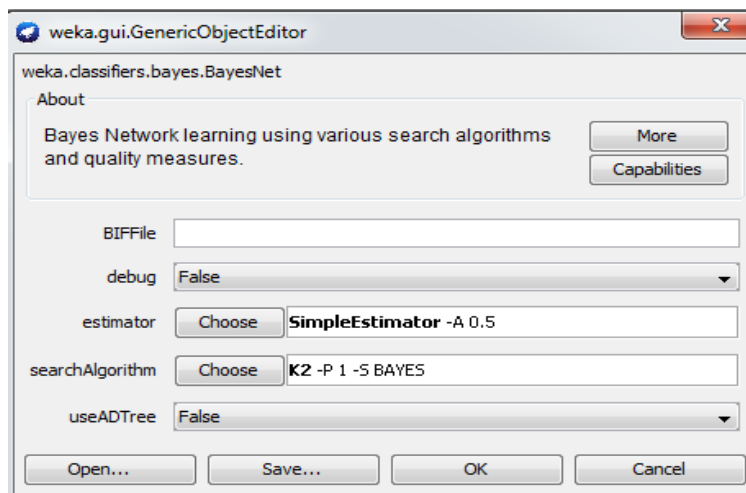 weka.gui.GenericObjectEditor
weka.classifiers.bayes.BayesNet
About
Bayes Network learning using various search algorithms
and quality measures.
More
Capabilities
BIFFile
debug False
estimator Choose SimpleEstimator -A 0.5
searchAlgorithm Choose K2 -P 1 -S BAYES
useADTree False
Open... Save... OK Cancel